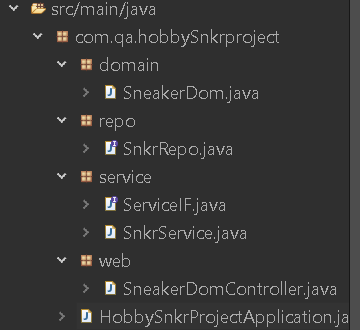 src/main/java
com.qa.hobbySnkrproject
domain
SneakerDom.java
repo
SnkrRepo.java
service
ServiceIF.java
SnkrService.java
web
SneakerDomController.java
HobbySnkrProjectApplication.ja